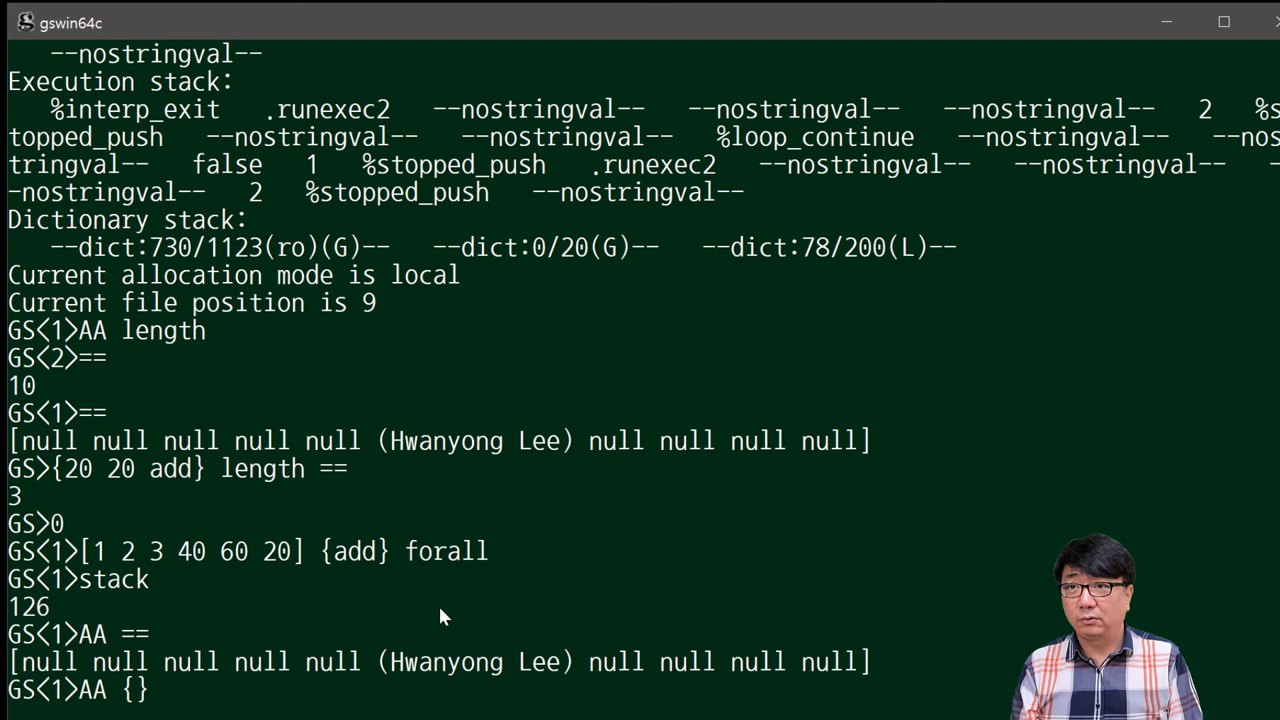 gswin64c
--nostringval--
Execution stack:
%interp_exit .runexec2 --nostringval-- --nostringval-- --nostringval-- 2 %s
topped_push --nostringval-- --nostringval-- %loop_continue --nostringval-- --nos
tringval-- false 1 %stopped_push .runexec2 --nostringval-- --nostringval-- -
-nostringval-- 2 %stopped_push --nostringval--
Dictionary stack:
--dict:730/1123(ro)(G)-- --dict:0/20(G)-- --dict:78/200(L)--
Current allocation mode is local
Current file position is 9
GS<1>AA length
GS<2>==
10
GS<1>==
[null null null null null (Hwanyong Lee) null null null null]
GS>{20 20 add} length ==
3
GS>0
GS<1>[1 2 3 40 60 20] {add} forall
GS<1>stack
126
GS<1>AA ==
[null null null null null (Hwanyong Lee) null null null null]
GS<1>AA {}